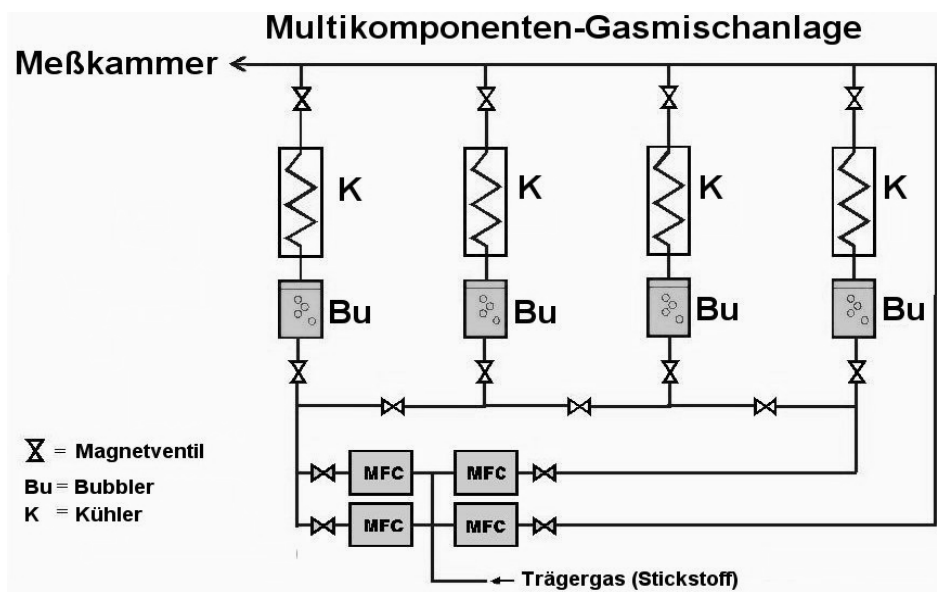 Multikomponenten-Gasmischanlage
Meßkammer
K K K K
Bu Bu Bu Bu
= Magnetventil
Bu = Bubbler
K = Kühler
MFC MFC
MFC MFC
Trägergas (Stickstoff)